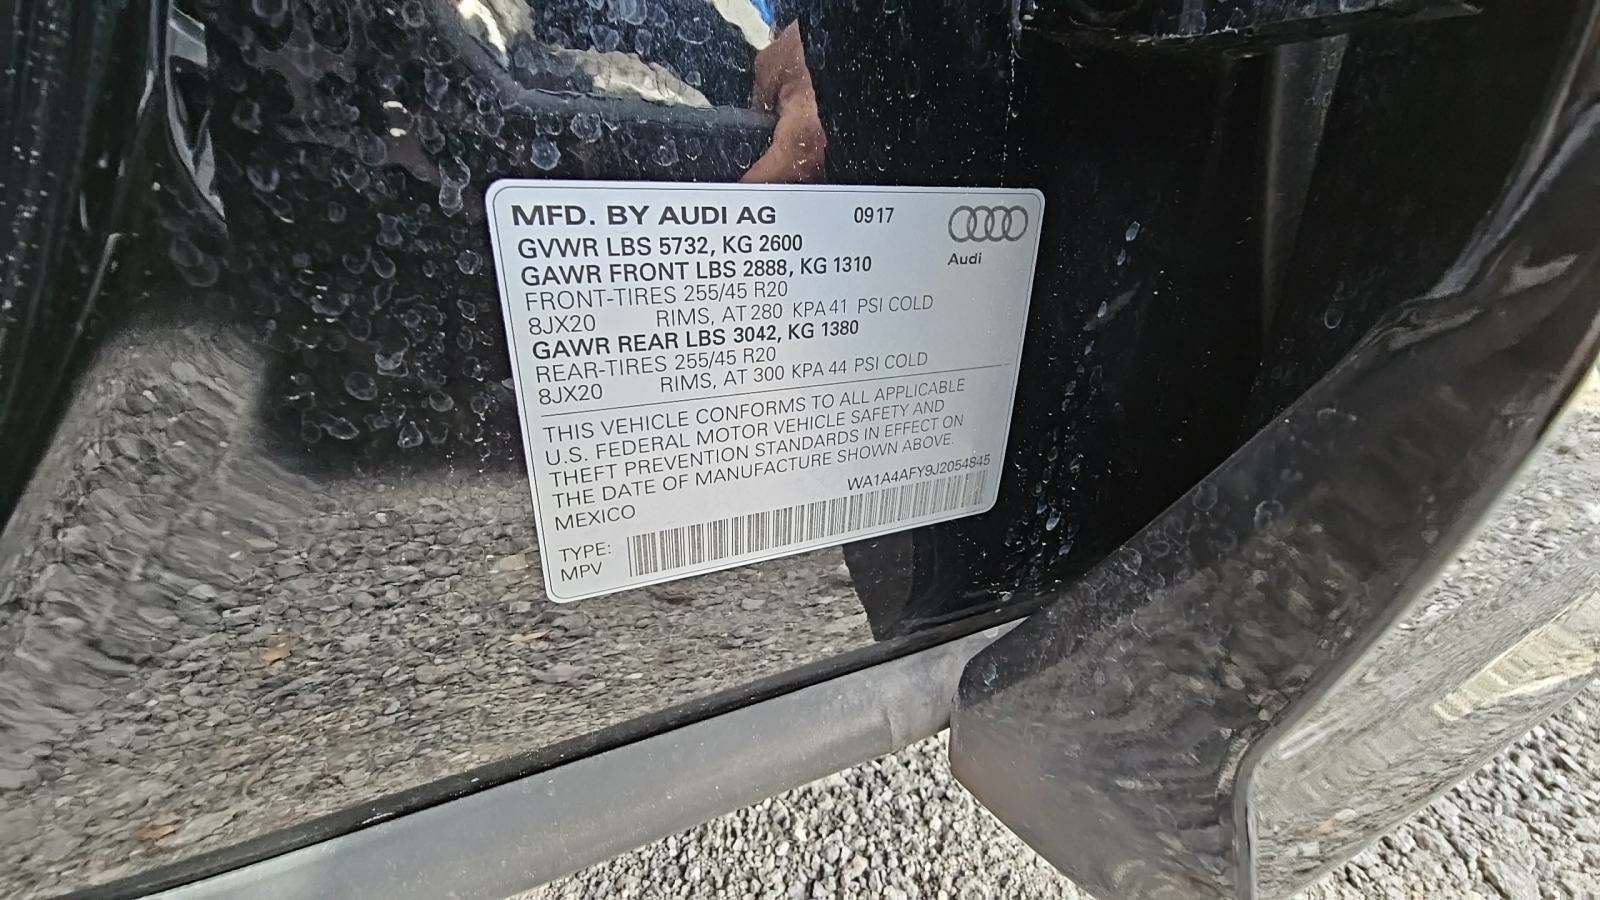 MFD. BY AUDI AG 0917
Audi
GVWR LBS 5732, KG 2600
GAWR FRONT LBS 2888, KG 1310
FRONT-TIRES 255/45 R20
8JX20 RIMS, AT 280 KPA 41 PSI COLD
GAWR REAR LBS 3042, KG 1380
REAR-TIRES 255/45 R20
8JX20 RIMS, AT 300 KPA 44 PSI COLD
THIS VEHICLE CONFORMS TO ALL APPLICABLE
U.S. FEDERAL MOTOR VEHICLE SAFETY AND
THEFT PREVENTION STANDARDS IN EFFECT ON
THE DATE OF MANUFACTURE SHOWN ABOVE.
MEXICO WA1A4AFY9J2054845
TYPE:
MPV